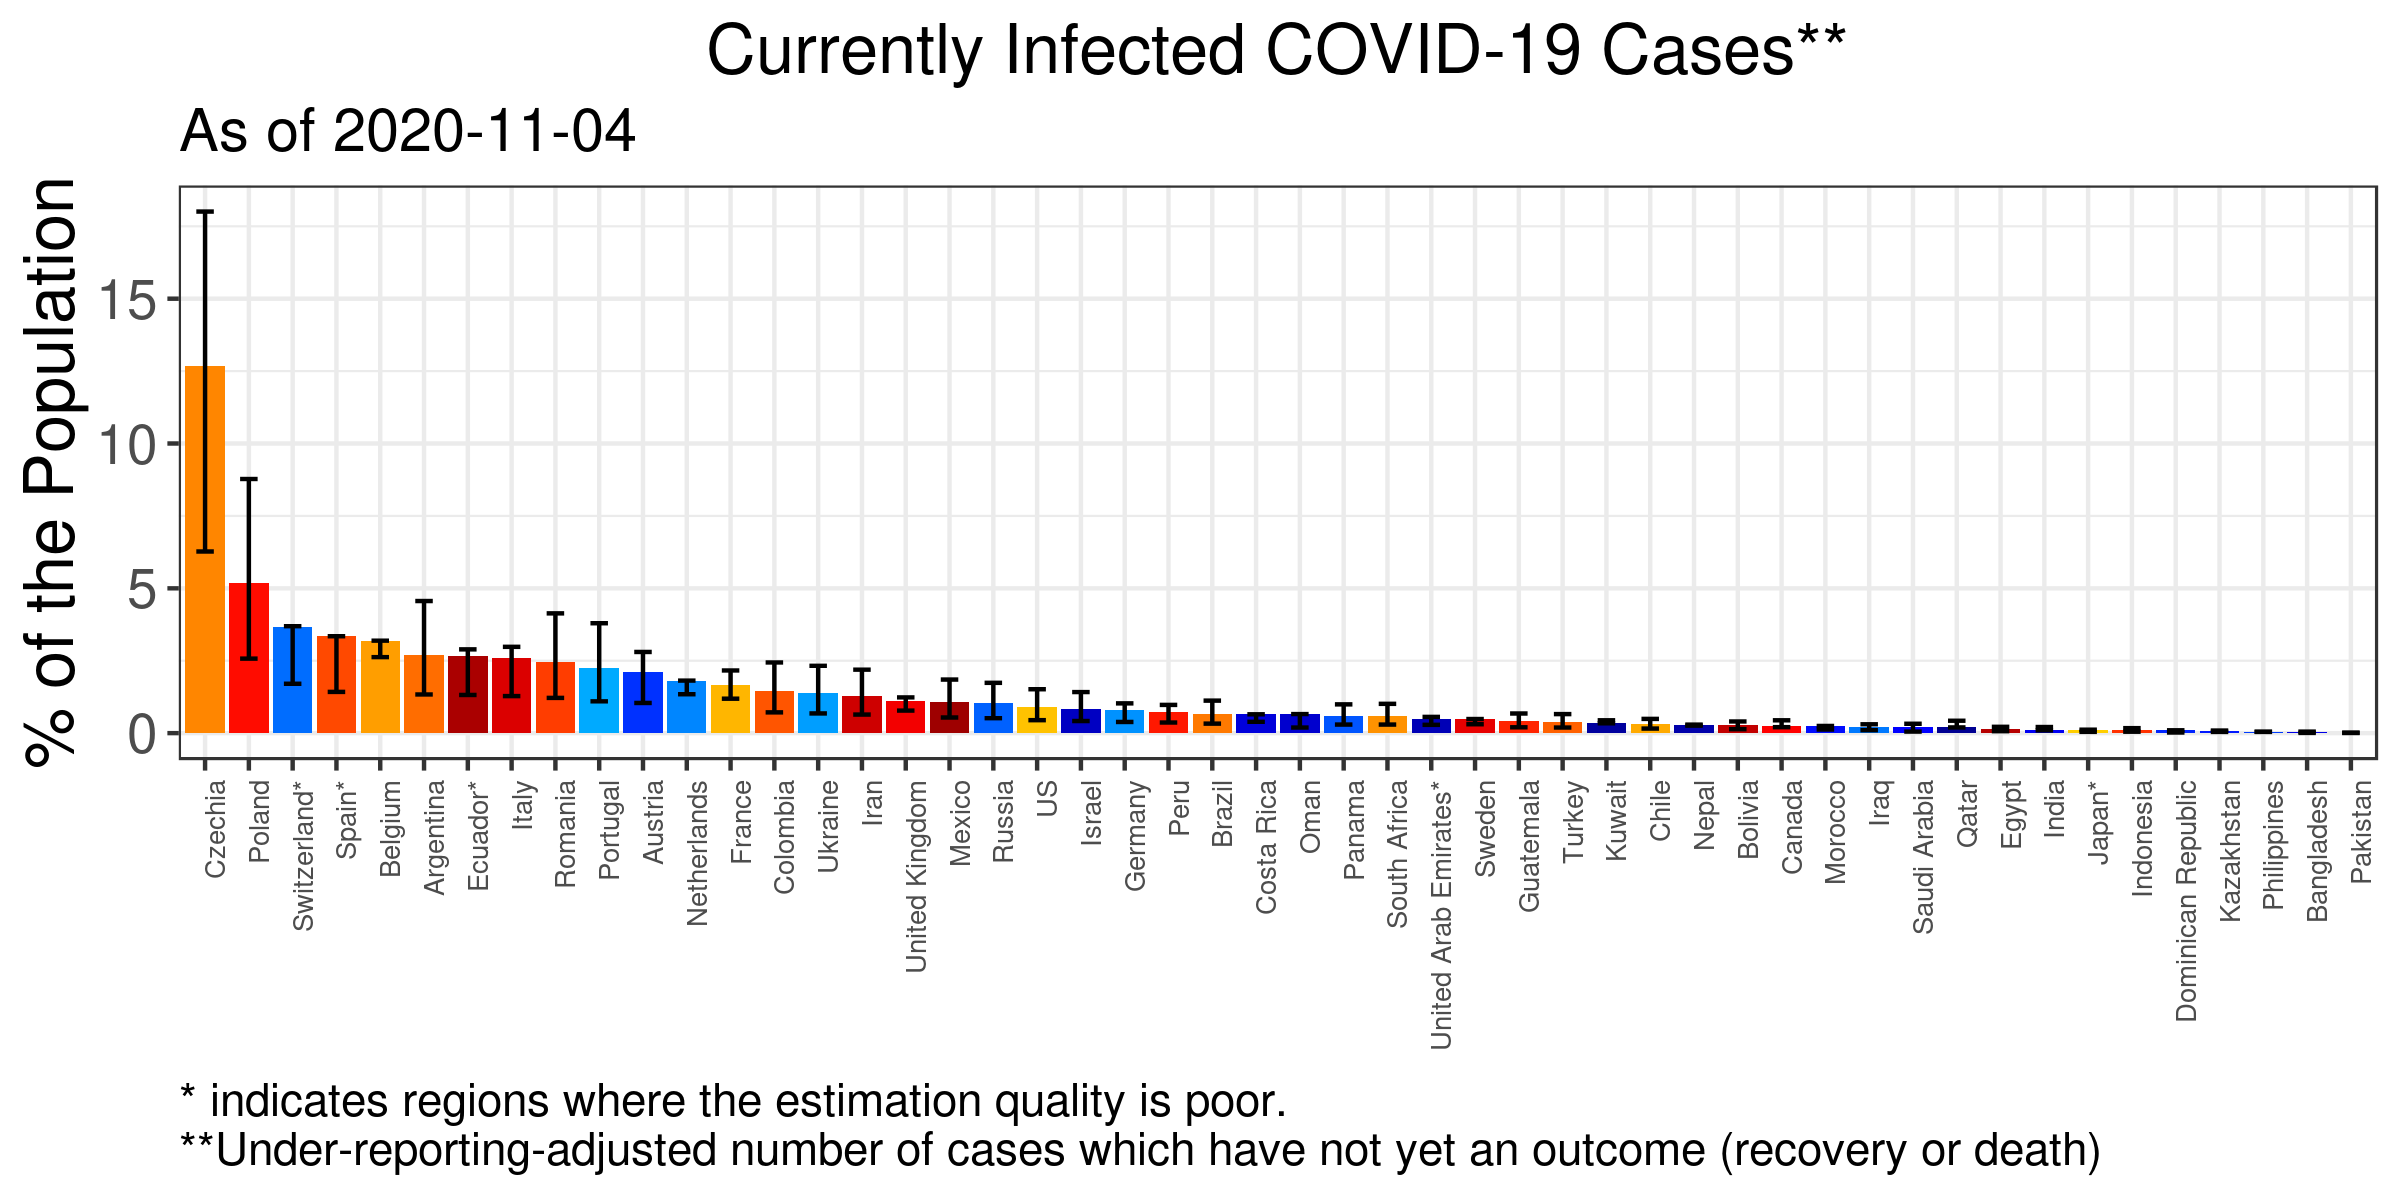 Currently Infected COVID-19 Cases**
As of 2020-11-04
% of the Population
15
10
5
0
Czechia
Poland
Switzerland*
Spain*
Belgium
Argentina
Ecuador*
Italy
Romania
Portugal
Austria
Netherlands
France
Colombia
Ukraine
Iran
United Kingdom
Mexico
Russia
US
Israel
Germany
Peru
Brazil
Costa Rica
Oman
Panama
South Africa
United Arab Emirates*
Sweden
Guatemala
Turkey
Kuwait
Chile
Nepal
Bolivia
Canada
Morocco
Iraq
Saudi Arabia
Qatar
Egypt
India
Japan*
Indonesia
Dominican Republic
Kazakhstan
Philippines
Bangladesh
Pakistan
* indicates regions where the estimation quality is poor.
**Under-reporting-adjusted number of cases which have not yet an outcome (recovery or death)